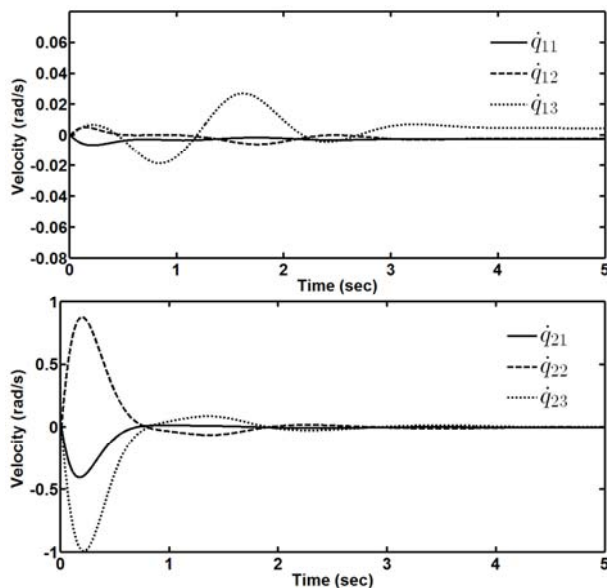 0.08
0.06
0.04
0.02
0
-0.02
-0.04
-0.06
-0.08
Velocity (rad/s)
q̇₁₁
q̇₁₂
q̇₁₃
0 1 2 3 4 5
Time (sec)
1
0.5
0
-0.5
-1
Velocity (rad/s)
q̇₂₁
q̇₂₂
q̇₂₃
0 1 2 3 4 5
Time (sec)